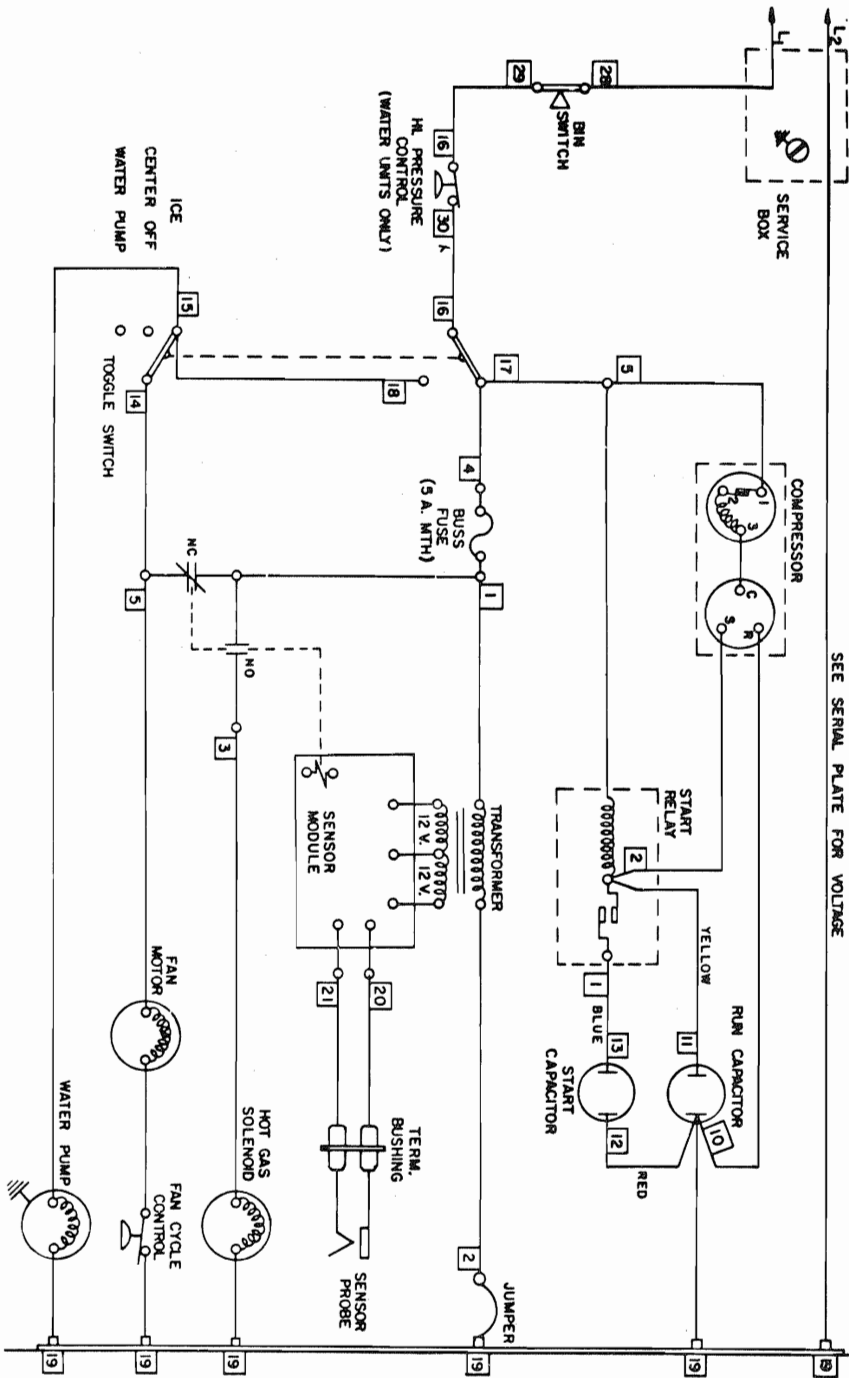 SEE SERIAL PLATE FOR VOLTAGE
L2
L1
SERVICE
BOX
28
29
BIN
SWITCH
16
HI. PRESSURE
CONTROL
(WATER UNITS ONLY)
30
16
17
5
COMPRESSOR
1
2
3
C
S
R
START
RELAY
2
1
YELLOW
BLUE
11
13
RUN CAPACITOR
START
CAPACITOR
10
12
RED
19
19
4
BUSS
FUSE
(5 A. MTH)
1
TRANSFORMER
12 V.
12 V.
SENSOR
MODULE
20
21
TERM.
BUSHING
SENSOR
PROBE
2
JUMPER
19
ICE
CENTER OFF
WATER PUMP
15
14
TOGGLE SWITCH
18
NC
NO
5
3
HOT GAS
SOLENOID
19
FAN
MOTOR
FAN CYCLE
CONTROL
19
WATER PUMP
19